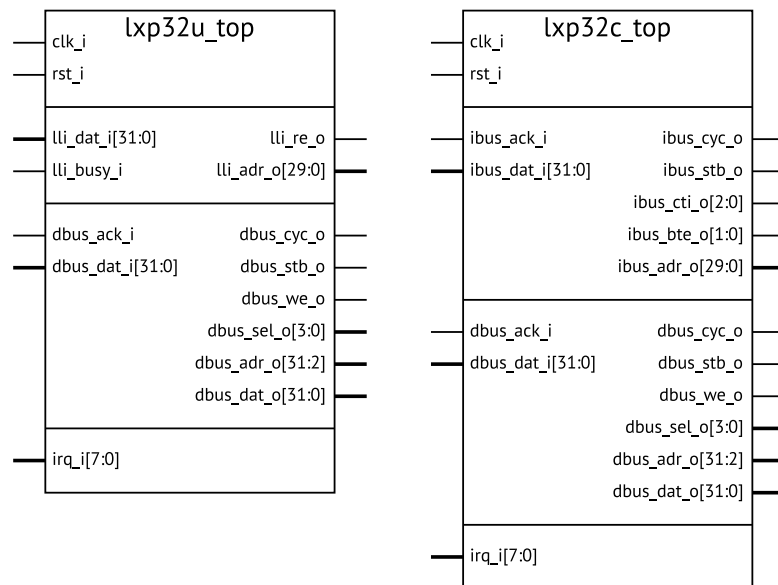 lxp32u_top
clk_i
rst_i
lli_dat_i[31:0]
lli_re_o
lli_busy_i
lli_adr_o[29:0]
dbus_ack_i
dbus_cyc_o
dbus_dat_i[31:0]
dbus_stb_o
dbus_we_o
dbus_sel_o[3:0]
dbus_adr_o[31:2]
dbus_dat_o[31:0]
irq_i[7:0]
lxp32c_top
clk_i
rst_i
ibus_ack_i
ibus_cyc_o
ibus_dat_i[31:0]
ibus_stb_o
ibus_cti_o[2:0]
ibus_bte_o[1:0]
ibus_adr_o[29:0]
dbus_ack_i
dbus_cyc_o
dbus_dat_i[31:0]
dbus_stb_o
dbus_we_o
dbus_sel_o[3:0]
dbus_adr_o[31:2]
dbus_dat_o[31:0]
irq_i[7:0]